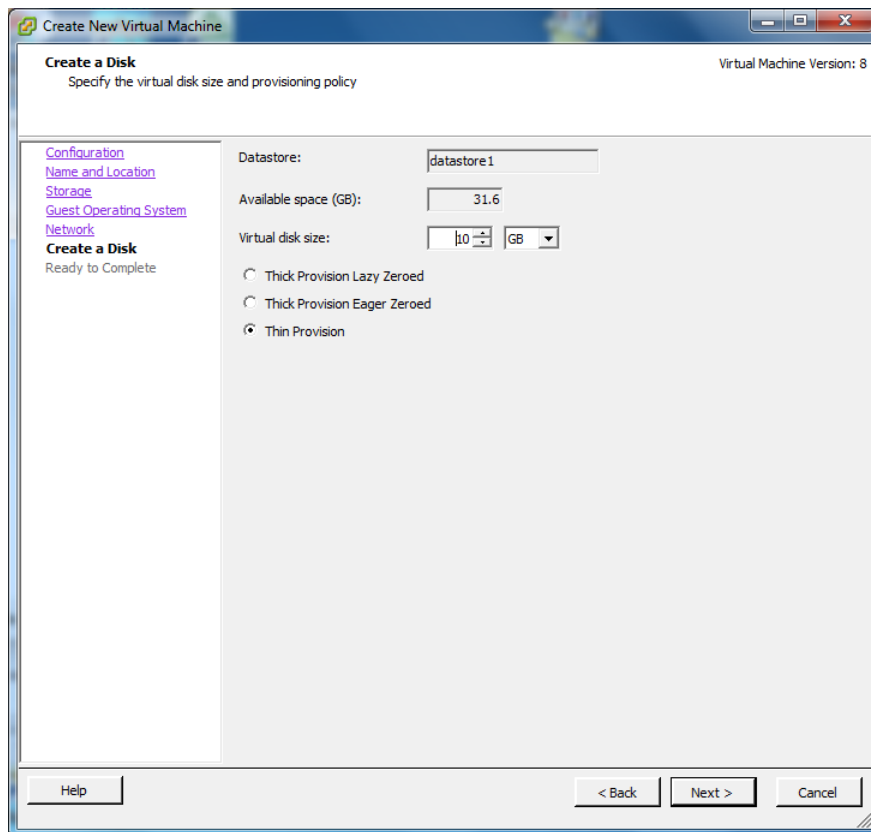 Create New Virtual Machine
Create a Disk
Specify the virtual disk size and provisioning policy
Virtual Machine Version: 8
Configuration
Name and Location
Storage
Guest Operating System
Network
Create a Disk
Ready to Complete
Datastore: datastore1
Available space (GB): 31.6
Virtual disk size: 10 GB
Thick Provision Lazy Zeroed
Thick Provision Eager Zeroed
Thin Provision
Help < Back Next > Cancel